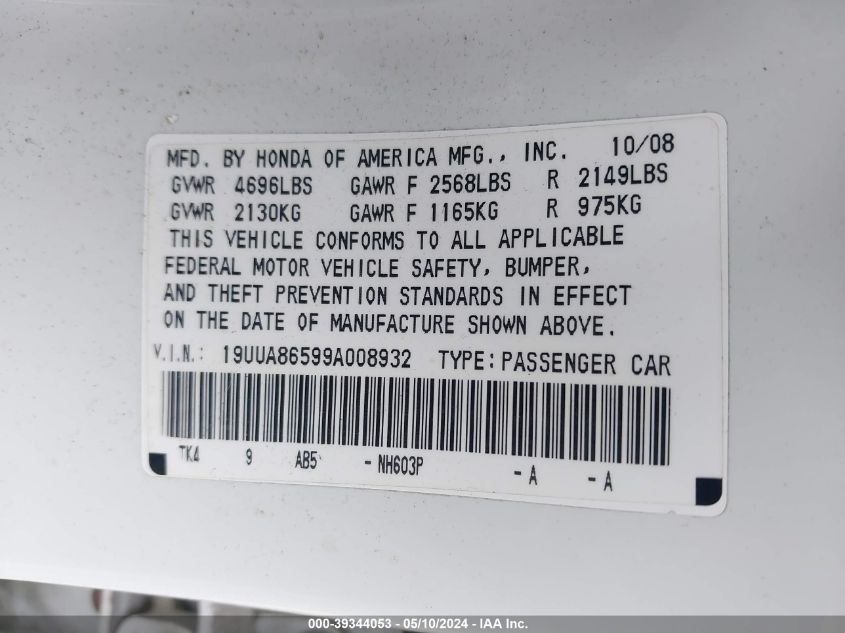 MFD. BY HONDA OF AMERICA MFG., INC. 10/08
GVWR 4696LBS GAWR F 2568LBS R 2149LBS
GVWR 2130KG GAWR F 1165KG R 975KG
THIS VEHICLE CONFORMS TO ALL APPLICABLE
FEDERAL MOTOR VEHICLE SAFETY, BUMPER,
AND THEFT PREVENTION STANDARDS IN EFFECT
ON THE DATE OF MANUFACTURE SHOWN ABOVE.
V.I.N.: 19UUA86599A008932 TYPE: PASSENGER CAR
TK4 9 AB5 - NH603P - A - A
000-39344053 - 05/10/2024 - IAA Inc.